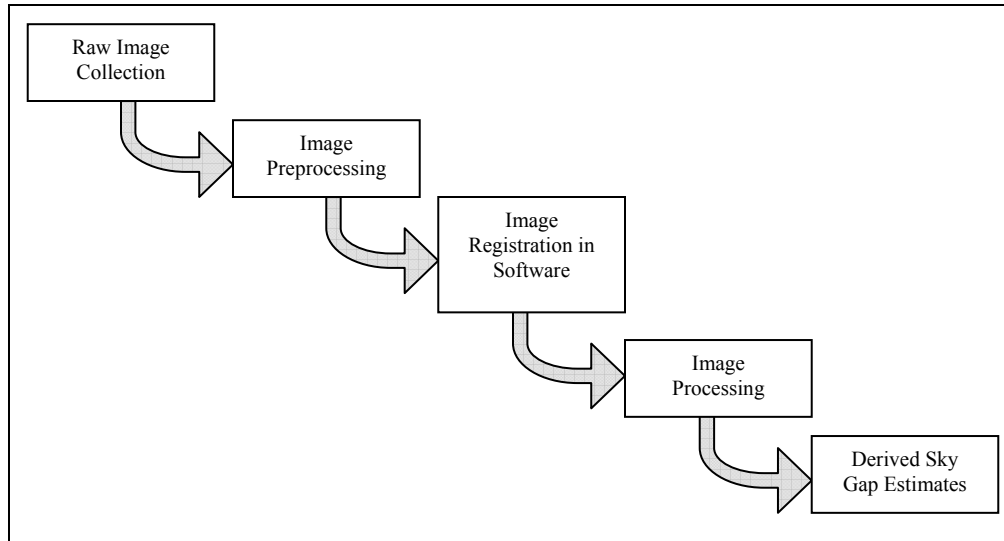 Raw Image
Collection
Image
Preprocessing
Image
Registration in
Software
Image
Processing
Derived Sky
Gap Estimates